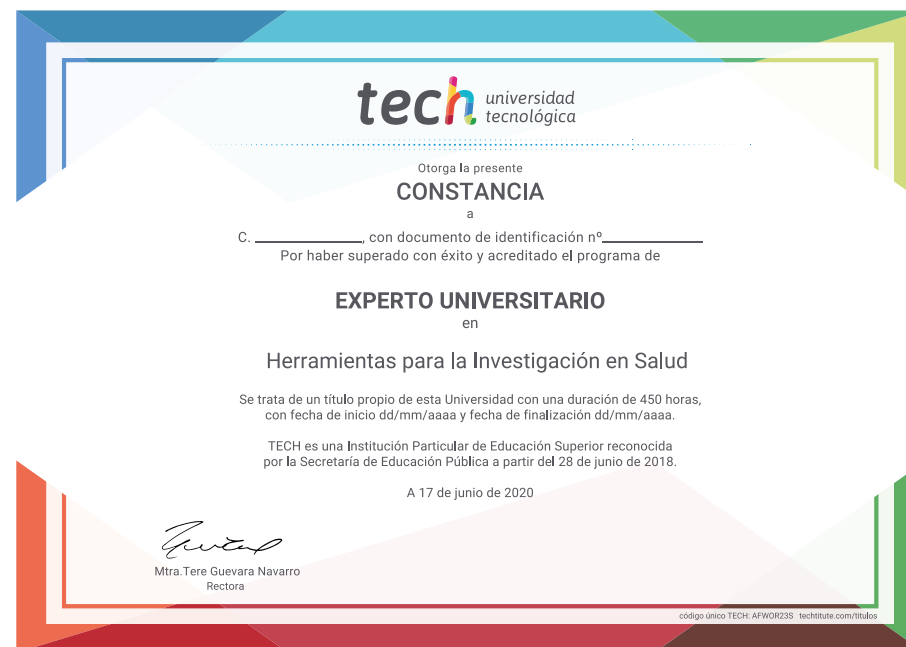 tech universidad
tecnológica
Otorga la presente
CONSTANCIA
a
C. ______________, con documento de identificación nº_____________
Por haber superado con éxito y acreditado el programa de
EXPERTO UNIVERSITARIO
en
Herramientas para la Investigación en Salud
Se trata de un título propio de esta Universidad con una duración de 450 horas,
con fecha de inicio dd/mm/aaaa y fecha de finalización dd/mm/aaaa.
TECH es una Institución Particular de Educación Superior reconocida
por la Secretaría de Educación Pública a partir del 28 de junio de 2018.
A 17 de junio de 2020
Mtra.Tere Guevara Navarro
Rectora
código único TECH: AFWOR23S techtitute.com/titulos